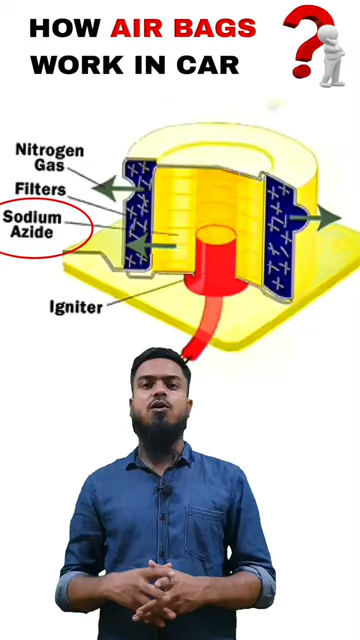 HOW AIR BAGS
WORK IN CAR
?
Nitrogen
Gas
Filters
Sodium
Azide
Igniter